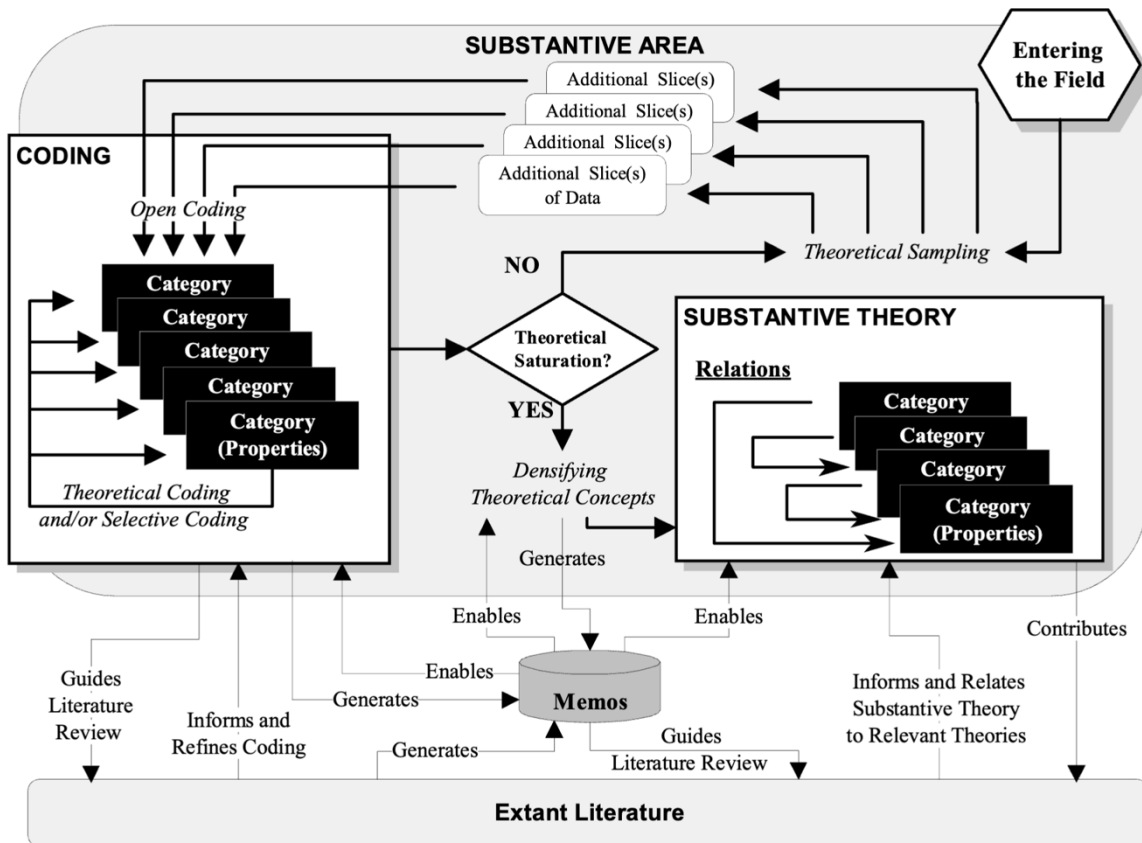 SUBSTANTIVE AREA
Entering
the Field
Additional Slice(s)
Additional Slice(s)
Additional Slice(s)
Additional Slice(s)
of Data
CODING
Open Coding
Category
Category
Category
Category
Category
(Properties)
Theoretical Coding
and/or Selective Coding
NO
Theoretical Sampling
Theoretical
Saturation?
YES
Densifying
Theoretical Concepts
SUBSTANTIVE THEORY
Relations
Category
Category
Category
Category
(Properties)
Generates
Enables
Enables
Contributes
Guides
Literature
Review
Informs and
Refines Coding
Enables
Generates
Memos
Generates
Guides
Literature Review
Informs and Relates
Substantive Theory
to Relevant Theories
Extant Literature